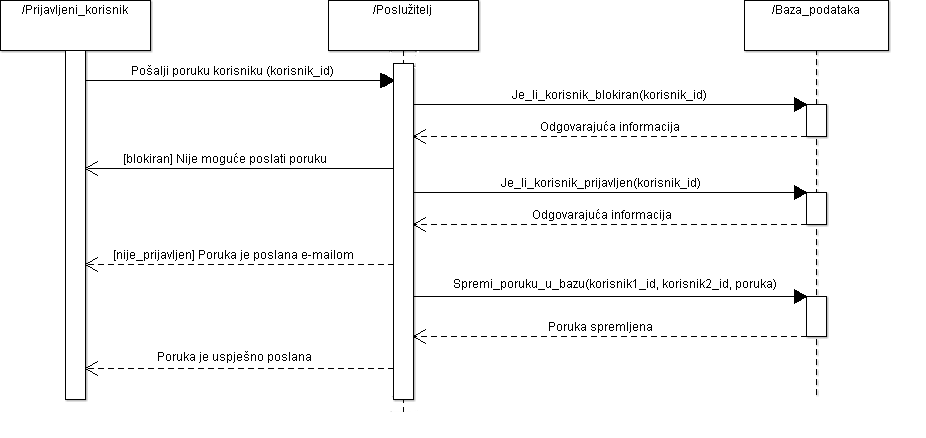 /Prijavljeni_korisnik
/Poslužitelj
/Baza_podataka
Pošalji poruku korisniku (korisnik_id)
Je_li_korisnik_blokiran(korisnik_id)
Odgovarajuća informacija
[blokiran] Nije moguće poslati poruku
Je_li_korisnik_prijavljen(korisnik_id)
Odgovarajuća informacija
[nije_prijavljen] Poruka je poslana e-mailom
Spremi_poruku_u_bazu(korisnik1_id, korisnik2_id, poruka)
Poruka spremljena
Poruka je uspješno poslana